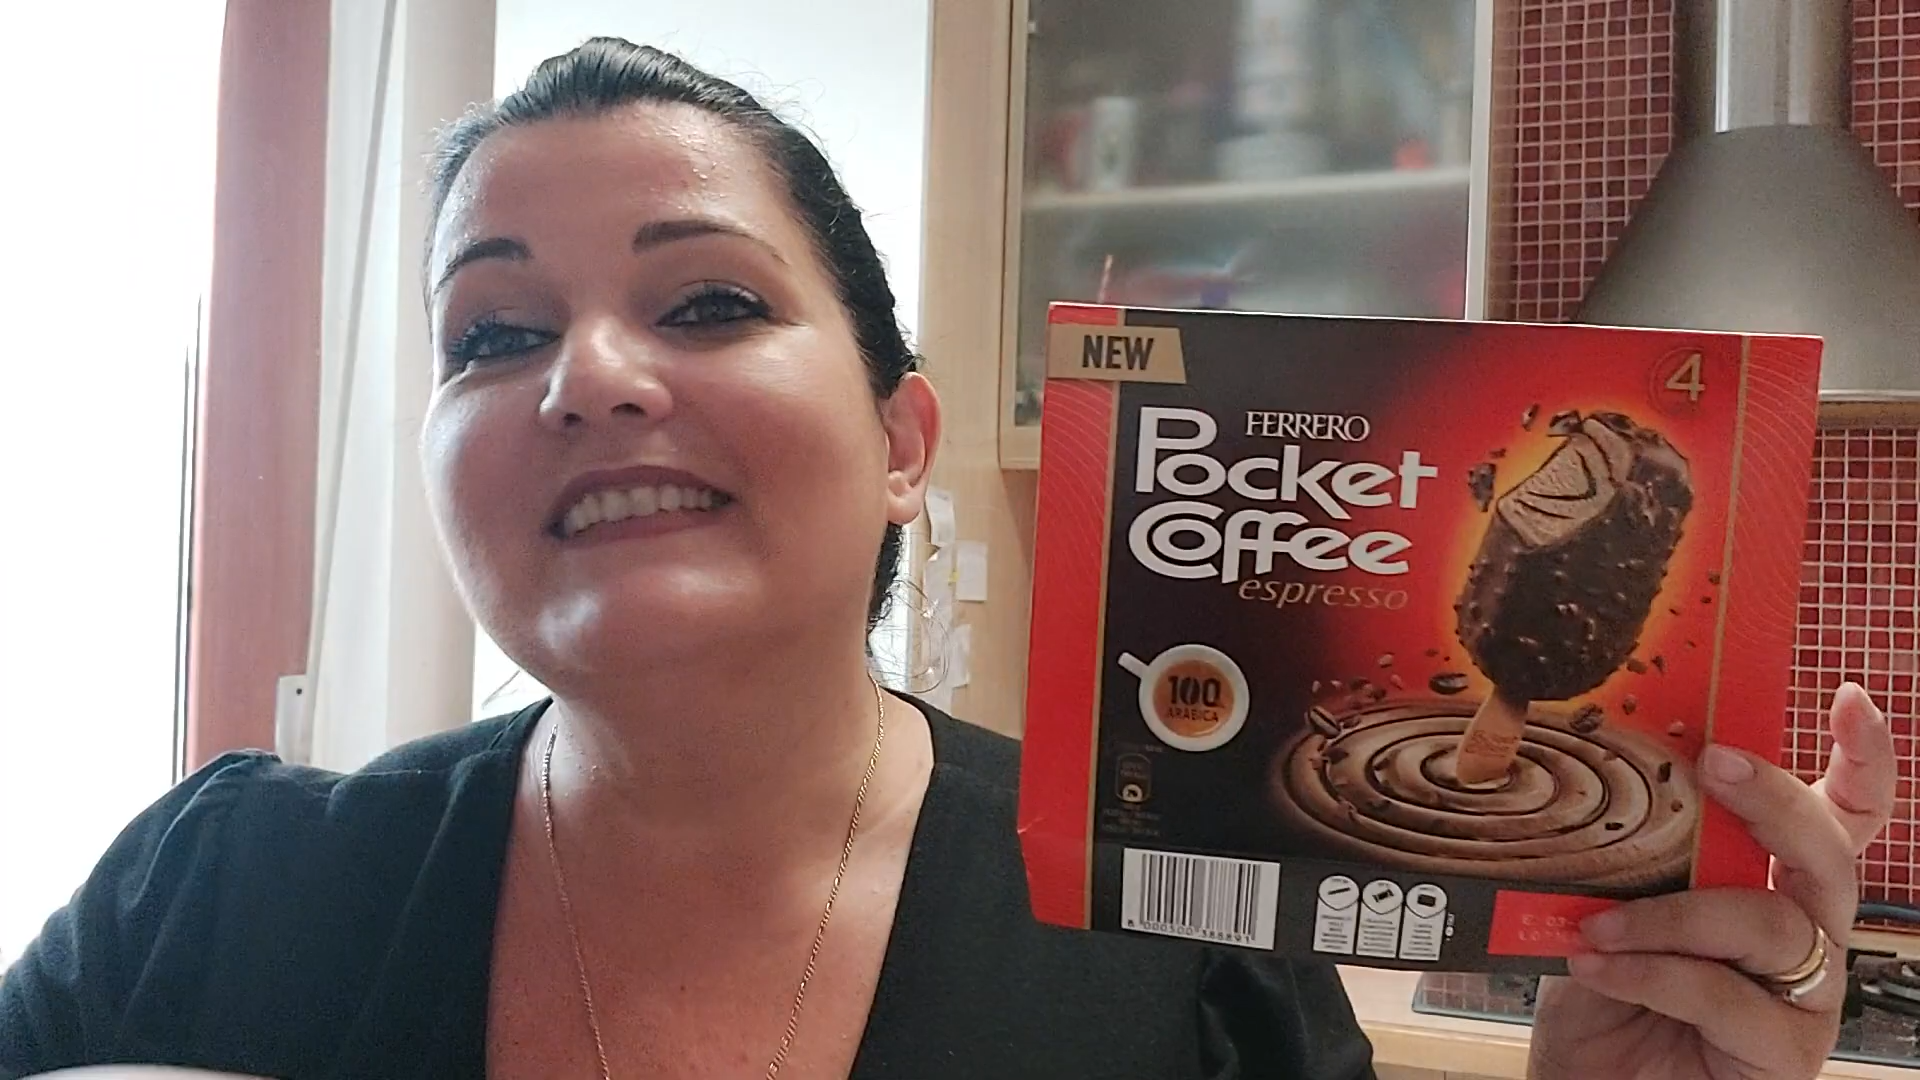 NEW
4
FERRERO
Pocket
Coffee
espresso
100
ARABICA